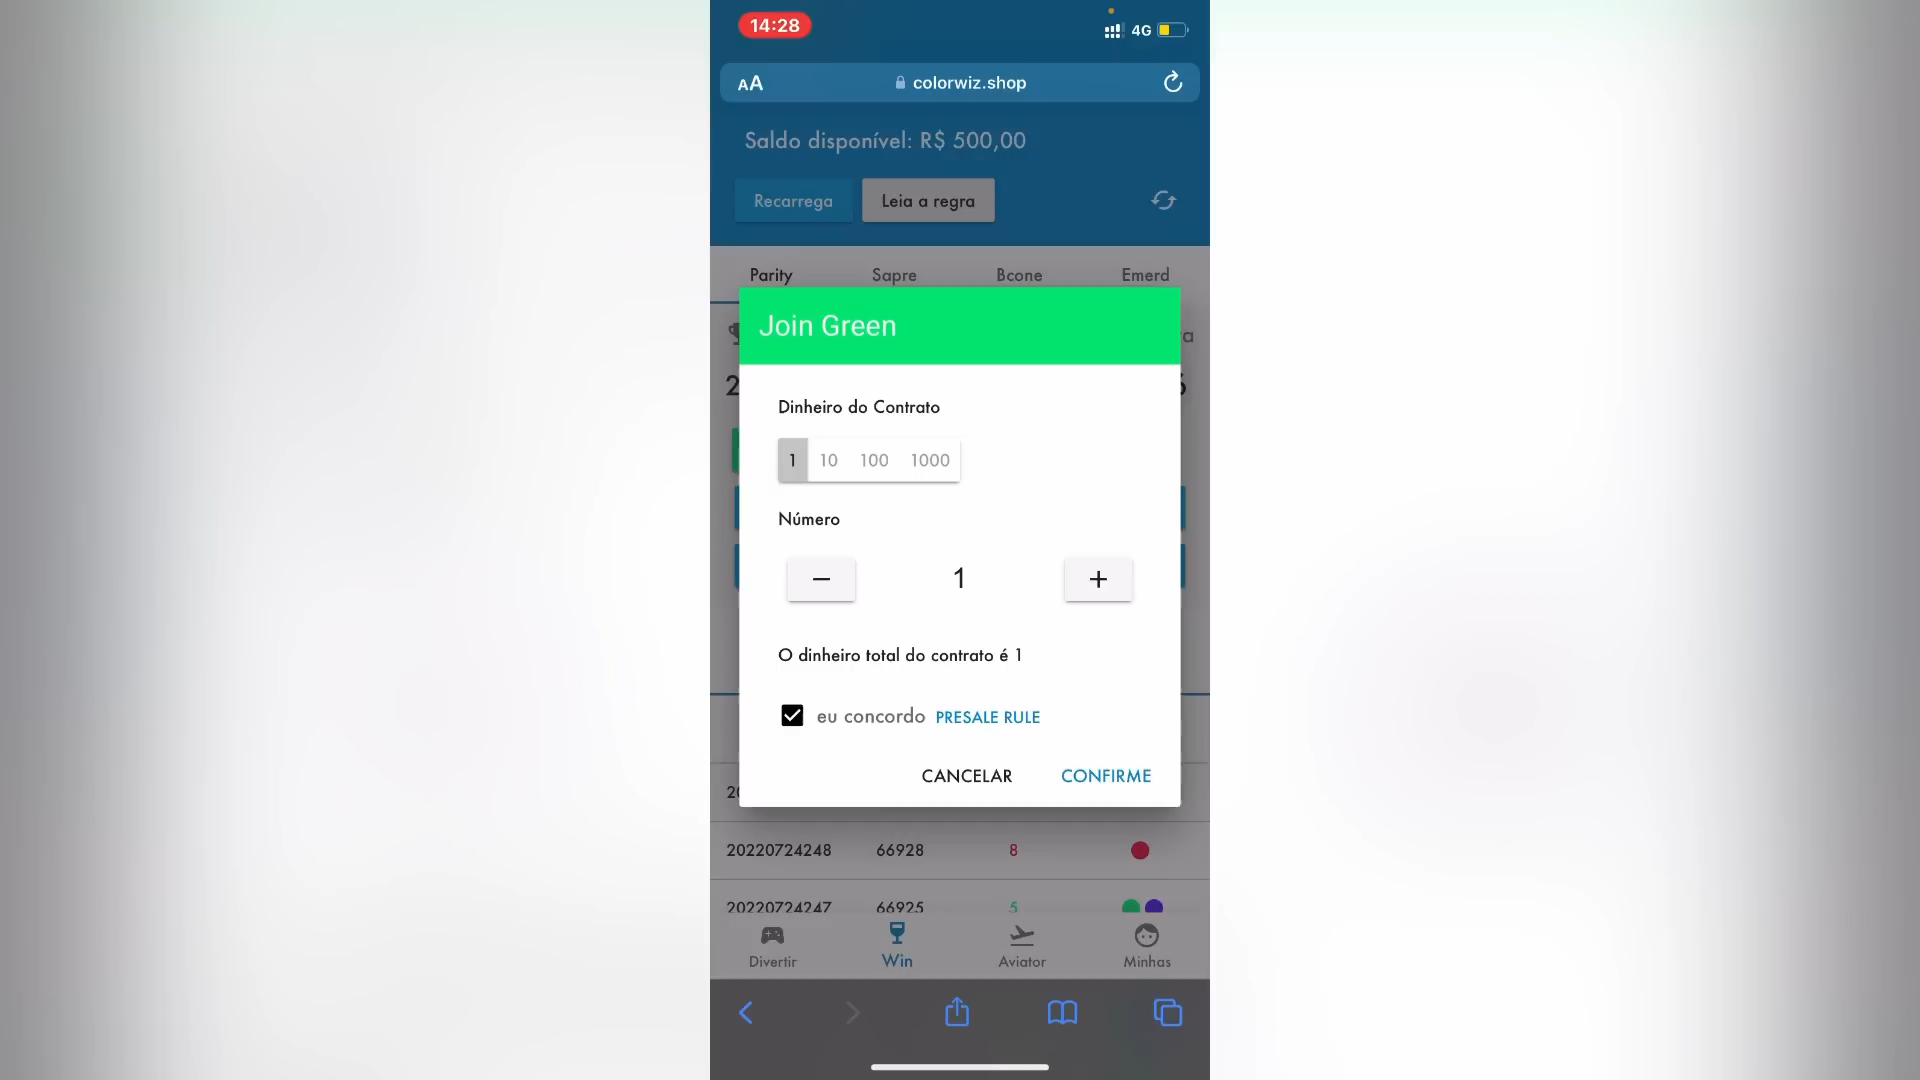 14:28
4G
AA colorwiz.shop
Saldo disponível: R$ 500,00
Recarrega Leia a regra
Parity Sapre Bcone Emerd
Join Green
Dinheiro do Contrato
1 10 100 1000
Número
− 1 +
O dinheiro total do contrato é 1
eu concordo PRESALE RULE
CANCELAR CONFIRME
20220724248 66928 8
20220724247 66925 5
Divertir Win Aviator Minhas